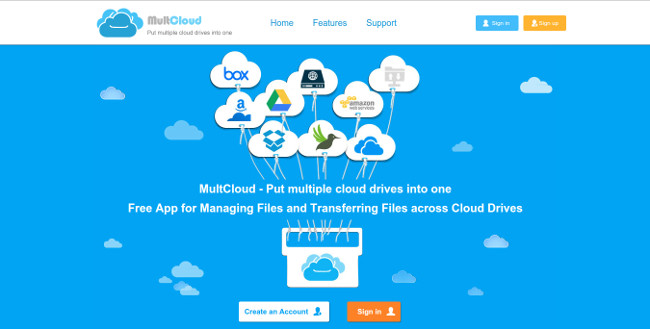 MultCloud
Put multiple cloud drives into one
Home Features Support
Sign in Sign up
box
amazon
web services
MultCloud - Put multiple cloud drives into one
Free App for Managing Files and Transferring Files across Cloud Drives
Create an Account Sign in